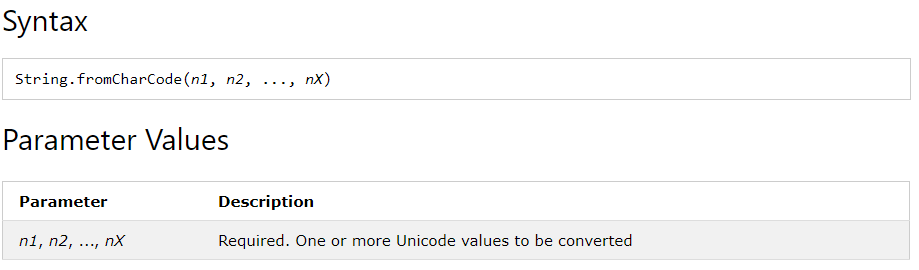 Syntax
String.fromCharCode(n1, n2, ..., nX)
Parameter Values
Parameter Description
n1, n2, ..., nX Required. One or more Unicode values to be converted